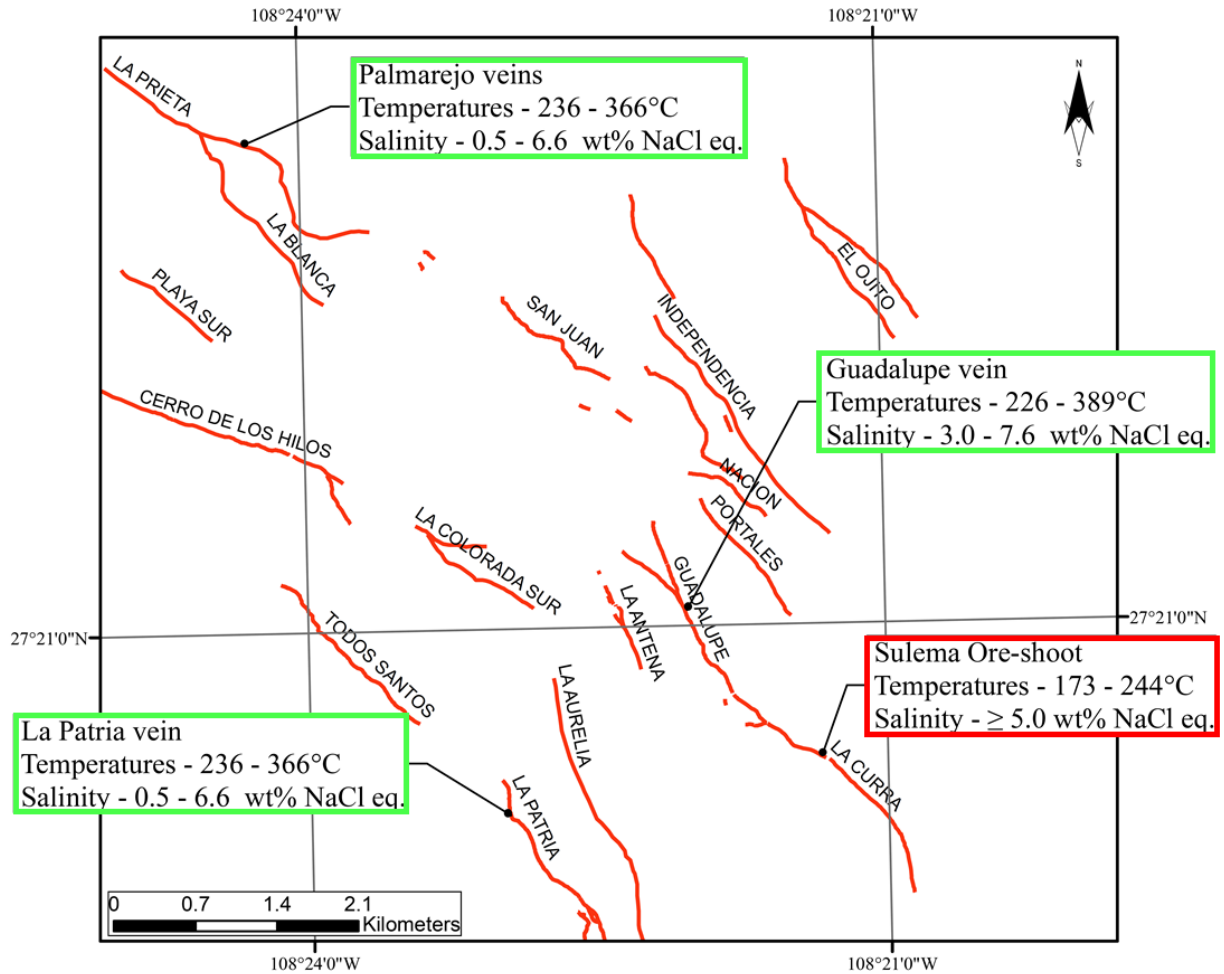 108°24'0"W
108°21'0"W
LA PRIETA
Palmarejo veins
Temperatures - 236 - 366°C
Salinity - 0.5 - 6.6 wt% NaCl eq.
N
S
LA BLANCA
PLAYA SUR
SAN JUAN
INDEPENDENCIA
EL OJITO
Guadalupe vein
Temperatures - 226 - 389°C
Salinity - 3.0 - 7.6 wt% NaCl eq.
CERRO DE LOS HILOS
NACION
PORTALES
LA COLORADA SUR
GUADALUPE
LA ANTENA
27°21'0"N
27°21'0"N
TODOS SANTOS
Sulema Ore-shoot
Temperatures - 173 - 244°C
Salinity - ≥ 5.0 wt% NaCl eq.
LA AURELIA
La Patria vein
Temperatures - 236 - 366°C
Salinity - 0.5 - 6.6 wt% NaCl eq.
LA CURRA
LA PATRIA
0 0.7 1.4 2.1
Kilometers
108°24'0"W
108°21'0"W